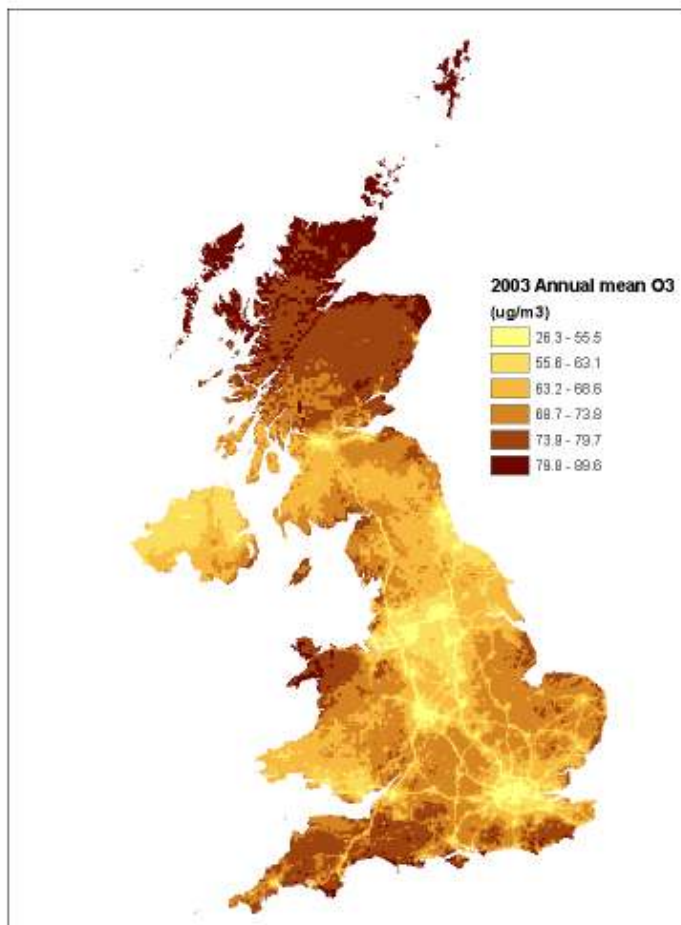 2003 Annual mean O3
(ug/m3)
26.3 - 55.5
55.6 - 63.1
63.2 - 68.6
68.7 - 73.8
73.9 - 79.7
79.8 - 89.6